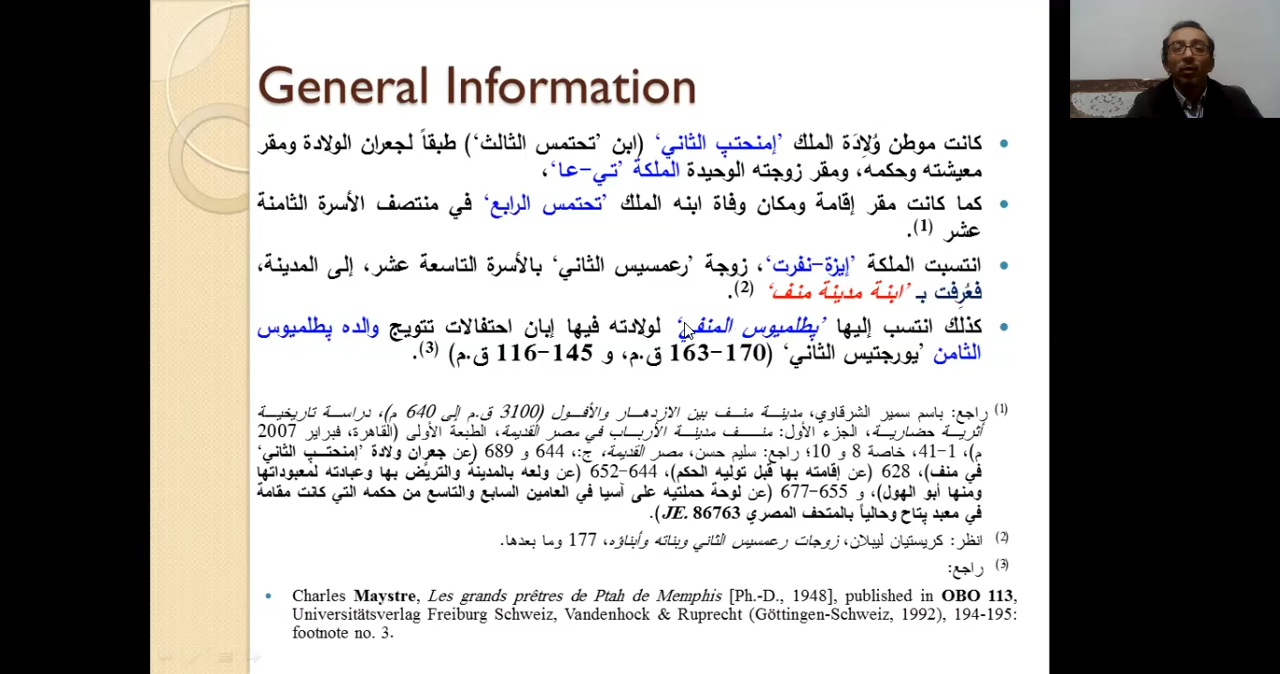 General Information
كانت موطن وُلِادَة الملك ’إمنحتپ الثاني‘ (ابن ’تحتمس الثالث‘) طبقاً لجعران الولادة ومقر
معيشته وحكمه، ومقر زوجته الوحيدة الملكة ’تي-عا‘،
كما كانت مقر إقامة ومكان وفاة ابنه الملك ’تحتمس الرابع‘ في منتصف الأسرة الثامنة
عشر (1).
انتسبت الملكة ’إيزة-نفرت‘، زوجة ’رعمسيس الثاني‘ بالأسرة التاسعة عشر، إلى المدينة،
فعُرِفت بـ ’ابنة مدينة منف‘ (2).
كذلك انتسب إليها ’پطلميوس المنفي‘ لولادته فيها إبان احتفالات تتويج والده پطلميوس
الثامن ’يورجتيس الثاني‘ (170-163 ق.م، و 145-116 ق.م) (3).
(1) راجع: باسم سمير الشرقاوي، مدينة منف بين الازدهار والأفول (3100 ق.م إلى 640 م)، دراسة تاريخية
أثرية حضارية، الجزء الأول: منف مدينة الأرباب في مصر القديمة، الطبعة الأولى (القاهرة، فبراير 2007
م)، 1-41، خاصة 8 و 10؛ راجع: سليم حسن، مصر القديمة، ج:، 644 و 689 (عن جعران ولادة ’إمنحتپ الثاني‘
في منف)، 628 (عن إقامته بها قبل توليه الحكم)، 644-652 (عن ولعه بالمدينة والتريُّض بها وعبادته لمعبوداتها
ومنها أبو الهول)، و 655-677 (عن لوحة حملتيه على آسيا في العامين السابع والتاسع من حكمه التي كانت مقامة
في معبد پتاح وحالياً بالمتحف المصري JE. 86763).
(2) انظر: كريستيان ليبلان، زوجات رعمسيس الثاني وبناته وأبناؤه، 177 وما بعدها.
(3) راجع:
Charles Maystre, Les grands prêtres de Ptah de Memphis [Ph.-D., 1948], published in OBO 113,
Universitätsverlag Freiburg Schweiz, Vandenhock & Ruprecht (Göttingen-Schweiz, 1992), 194-195:
footnote no. 3.